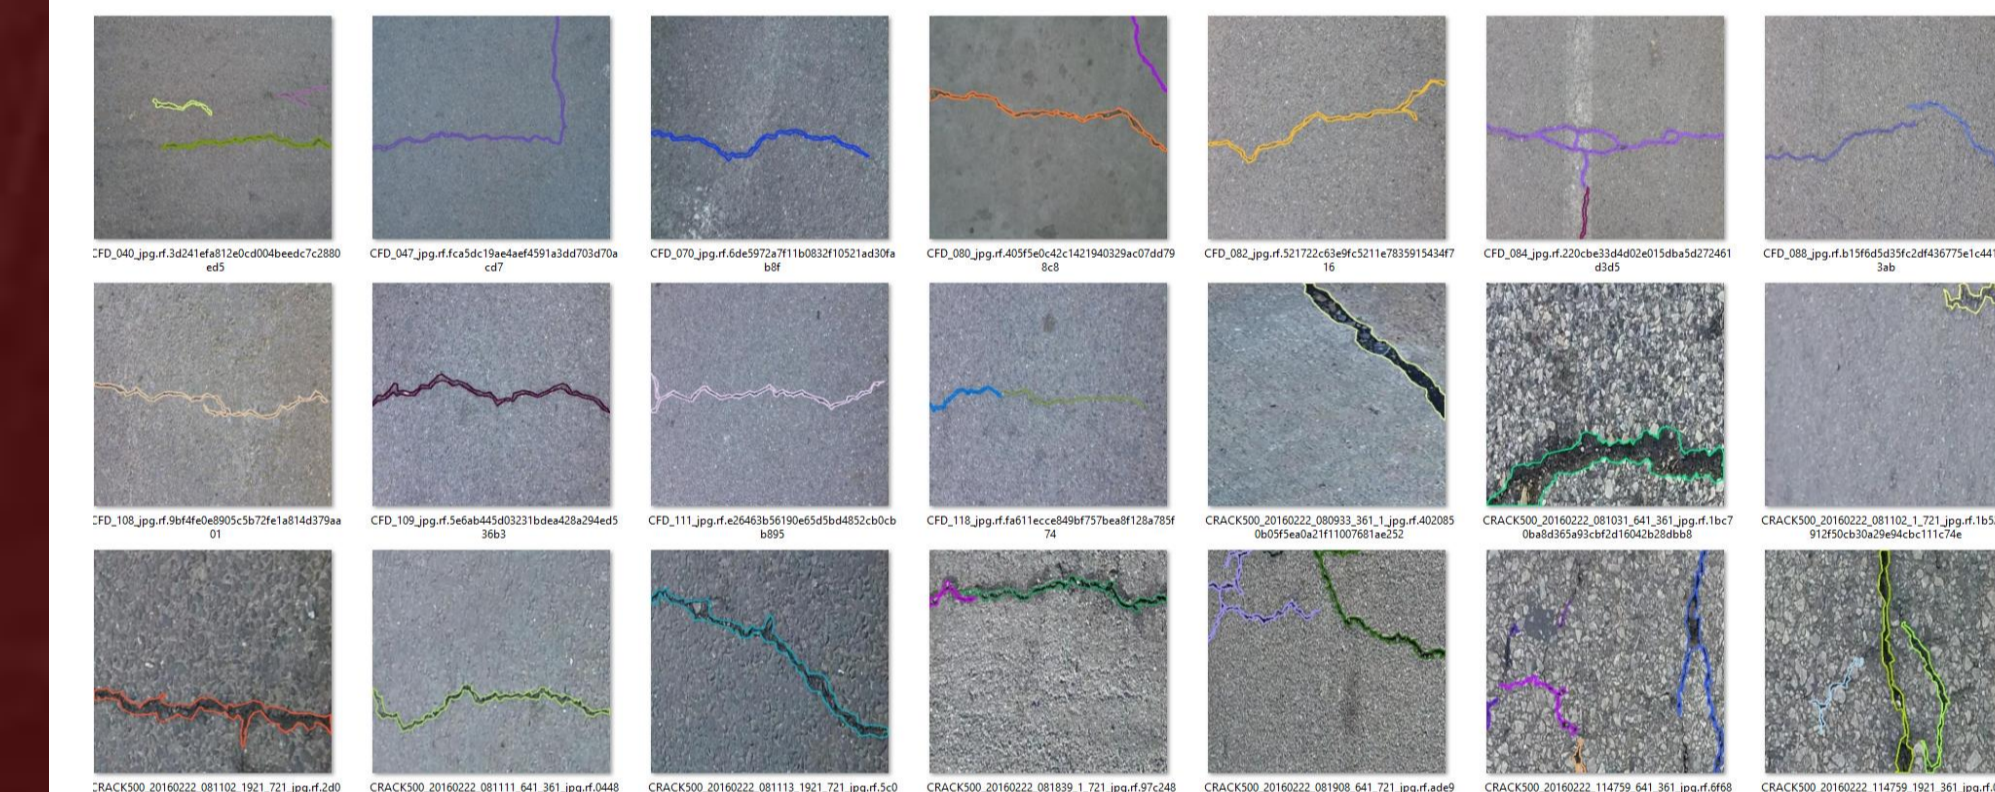 CFD_040_jpg.rf.3d241efa812e0cd004beedc7c2880
ed5
CFD_047_jpg.rf.fca5dc19ae4aef4591a3dd703d70a
cd7
CFD_070_jpg.rf.6de5972a7f11b0832f10521ad30fa
b8f
CFD_080_jpg.rf.405f5e0c42c1421940329ac07dd79
8c8
CFD_082_jpg.rf.521722c63e9fc5211e7835915434f7
16
CFD_084_jpg.rf.220cbe33d4d02e015dba5d272461
d3d5
CFD_088_jpg.rf.b15f6d5d35fc2df436775e1c441
3ab
CFD_108_jpg.rf.9bf4fe0e8905c5b72fe1a814d379aa
01
CFD_109_jpg.rf.5e6ab445d03231bdea428a294ed5
36b3
CFD_111_jpg.rf.e26463b56190e65d5bd4852cb0cb
b895
CFD_118_jpg.rf.fa611ecce849bf757bea8f128a785f
74
CRACK500_20160222_080933_361_1_jpg.rf.402085
0b05f5ea0a21f11007681ae252
CRACK500_20160222_081031_641_361_jpg.rf.1bc7
0ba8d365a93cbf2d16042b28dbb8
CRACK500_20160222_081102_1_721_jpg.rf.1b5
912f50cb30a29e94cbc111c74e
CRACK500_20160222_081102_1921_721_jpg.rf.2d0
CRACK500_20160222_081111_641_361_jpg.rf.0448
CRACK500_20160222_081113_1921_721_jpg.rf.5c0
CRACK500_20160222_081839_1_721_jpg.rf.97c248
CRACK500_20160222_081908_641_721_jpg.rf.ade9
CRACK500_20160222_114759_641_361_jpg.rf.6f68
CRACK500_20160222_114759_1921_361_jpg.rf.